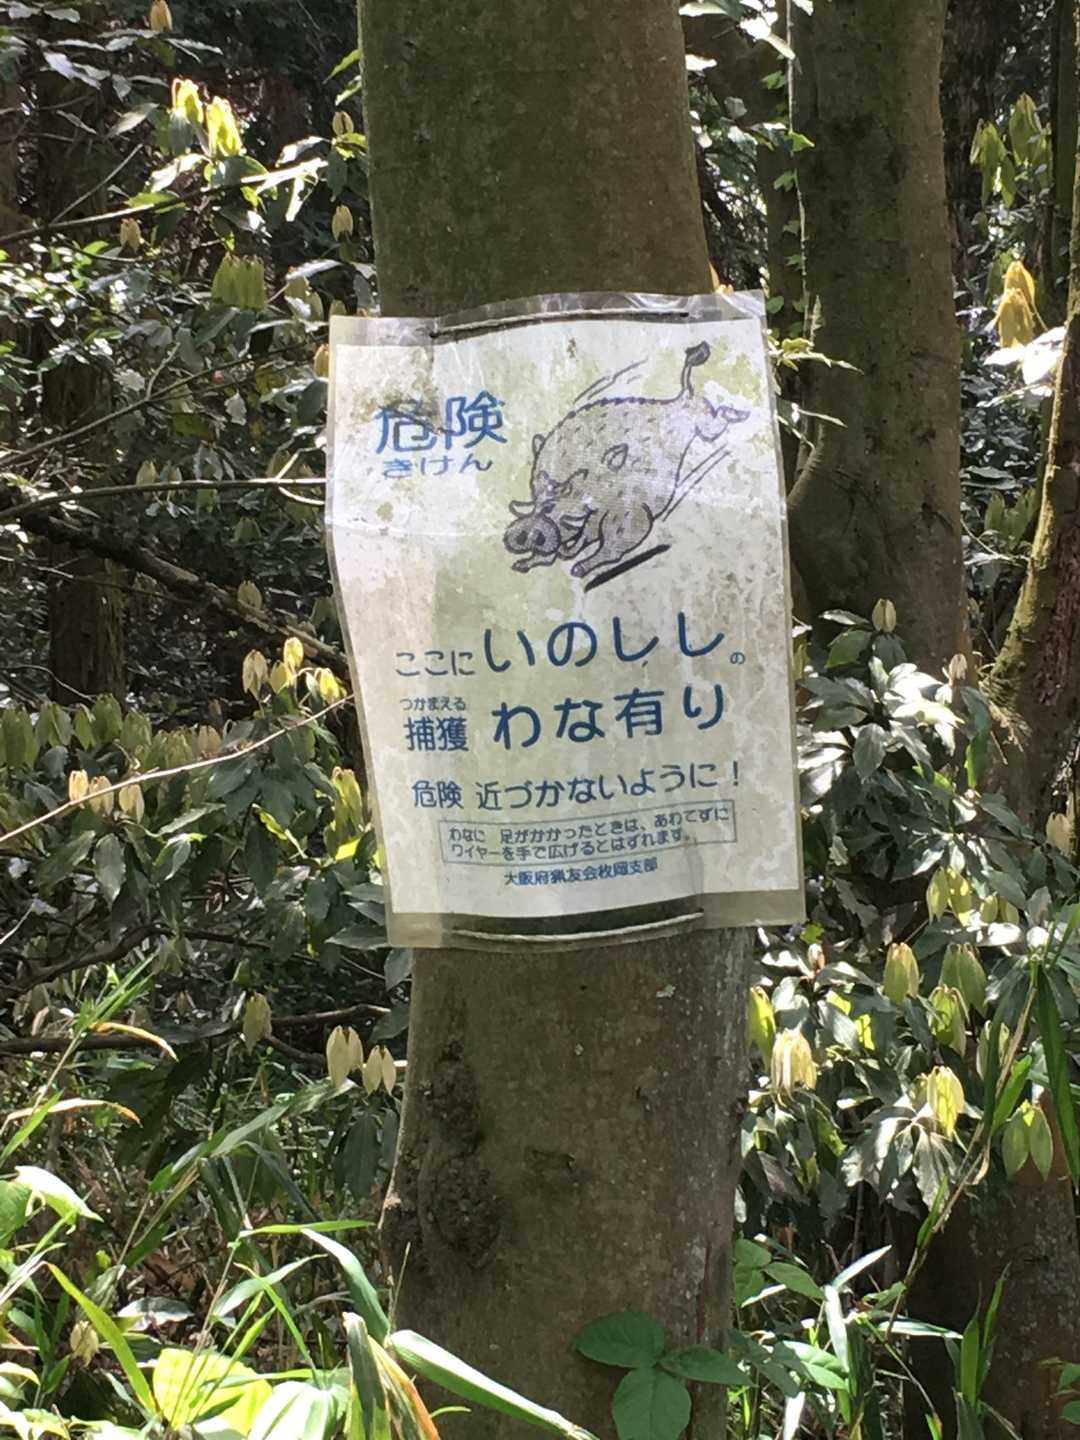 危険
きけん
ここに いのししの
つかまえる
捕獲 わな有り
危険 近づかないように！
わなに 足がかかったときは、あわてずに
ワイヤーを手で広げるとはずれます。
大阪府猟友会枚岡支部